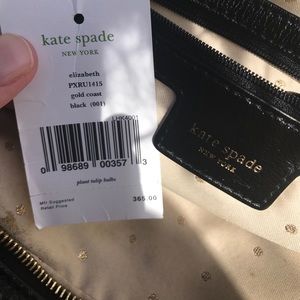 kate spade
NEW YORK
elizabeth
PXRU1415
gold coast
black (001)
LHK4001
0 98689 00357 3
plant tulip bulbs
Mfr Suggested
Retail Price
365.00
kate spade
NEW YORK